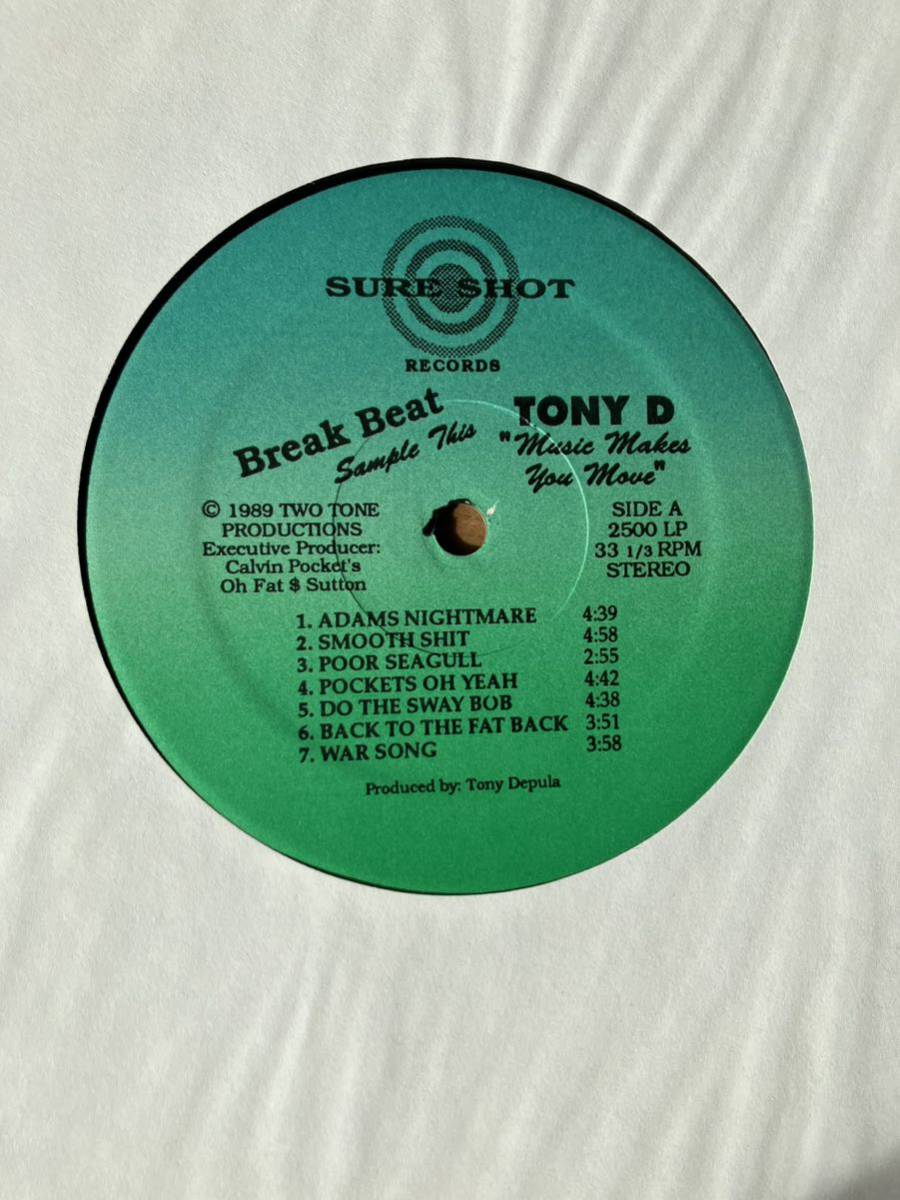 SURE SHOT
RECORDS
Break Beat
Sample This
TONY D
"Music Makes
You Move"
© 1989 TWO TONE
PRODUCTIONS
Executive Producer:
Calvin Pocket's
Oh Fat $ Sutton
SIDE A
2500 LP
33 1/3 RPM
STEREO
1. ADAMS NIGHTMARE 4:39
2. SMOOTH SHIT 4:58
3. POOR SEAGULL 2:55
4. POCKETS OH YEAH 4:42
5. DO THE SWAY BOB 4:38
6. BACK TO THE FAT BACK 3:51
7. WAR SONG 3:58
Produced by: Tony Depula